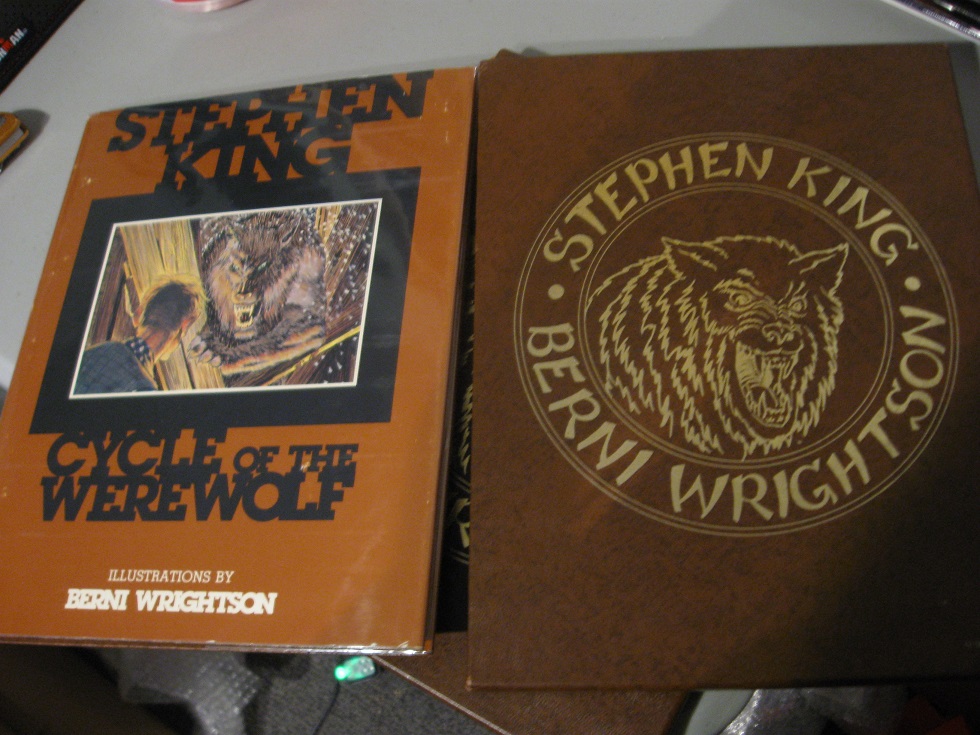 STEPHEN
KING
CYCLE OF THE
WEREWOLF
ILLUSTRATIONS BY
BERNI WRIGHTSON
STEPHEN KING
BERNI WRIGHTSON